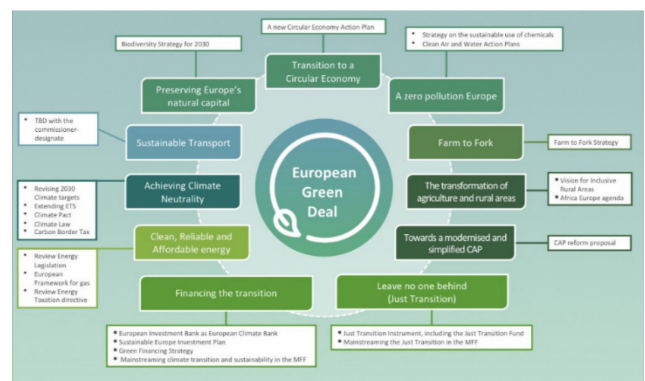 A new Circular Economy Action Plan
Biodiversity Strategy for 2030
• Strategy on the sustainable use of chemicals
• Clean Air and Water Action Plans
Transition to a
Circular Economy
Preserving Europe's
natural capital
A zero pollution Europe
• TBD with the
commissioner-
designate
Sustainable Transport
Farm to Fork
Farm to Fork Strategy
European
Green
Deal
• Revising 2030
Climate targets
• Extending ETS
• Climate Pact
• Climate Law
• Carbon Border Tax
Achieving Climate
Neutrality
The transformation of
agriculture and rural areas
• Vision for Inclusive
Rural Areas
• Africa Europe agenda
Clean, Reliable and
Affordable energy
Towards a modernised and
simplified CAP
CAP reform proposal
• Review Energy
Legislation
• European
Framework for gas
• Review Energy
Taxation directive
Financing the transition
Leave no one behind
(Just Transition)
• European Investment Bank as European Climate Bank
• Sustainable Europe Investment Plan
• Green Financing Strategy
• Mainstreaming climate transition and sustainability in the MFF
• Just Transition Instrument, including the Just Transition Fund
• Mainstreaming the Just Transition in the MFF